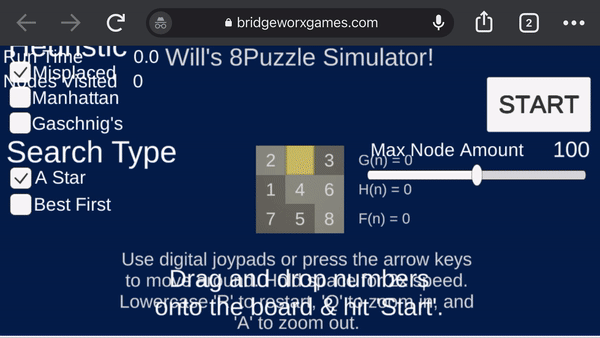 bridgeworxgames.com
2
Heuristic
Run Time 0.0
Will's 8Puzzle Simulator!
Misplaced
Nodes Visited 0
Manhattan
Gaschnig's
START
Search Type
Max Node Amount 100
A Star
Best First
2 3
1 4 6
7 5 8
G(n) = 0
H(n) = 0
F(n) = 0
Use digital joypads or press the arrow keys
to move around. Hold space for 2x speed.
Lowercase 'R' to restart, 'Q' to zoom in, and
'A' to zoom out.
Drag and drop numbers
onto the board & hit 'Start'.